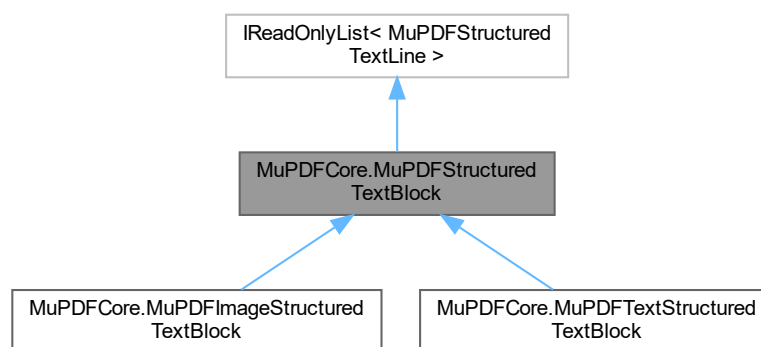 IReadOnlyList< MuPDFStructured
TextLine >
MuPDFCore.MuPDFStructured
TextBlock
MuPDFCore.MuPDFImageStructured
TextBlock
MuPDFCore.MuPDFTextStructured
TextBlock